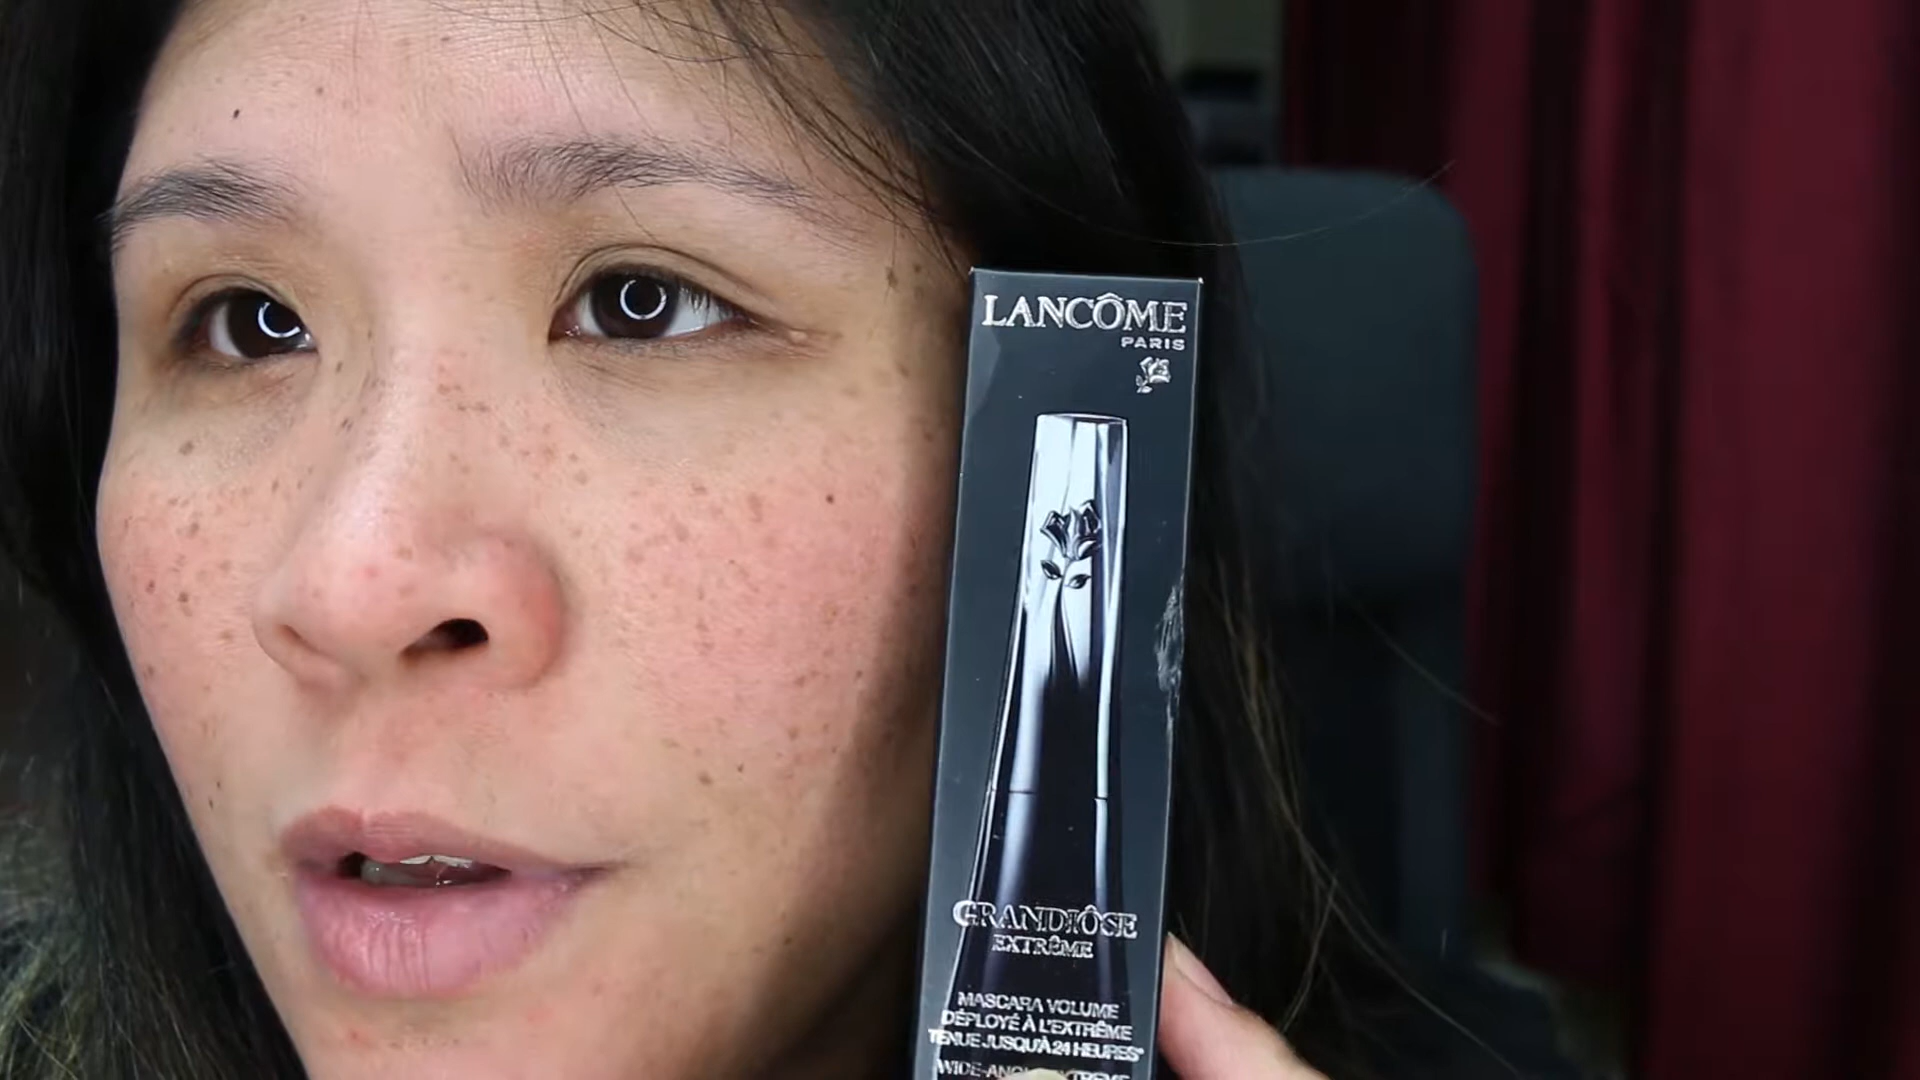 LANCÔME
PARIS
GRANDIÔSE
EXTRÊME
MASCARA VOLUME
DÉPLOYÉ À L'EXTRÊME
TENUE JUSQU'À 24 HEURES*